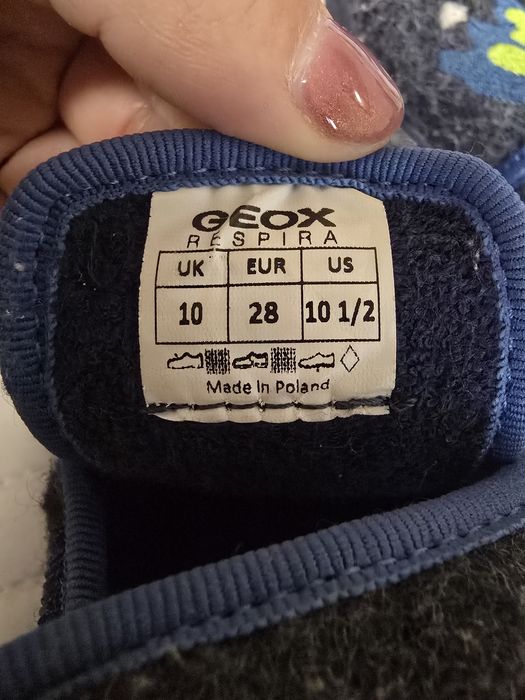 GEOX
RESPIRA
UK EUR US
10 28 10 1/2
Made In Poland